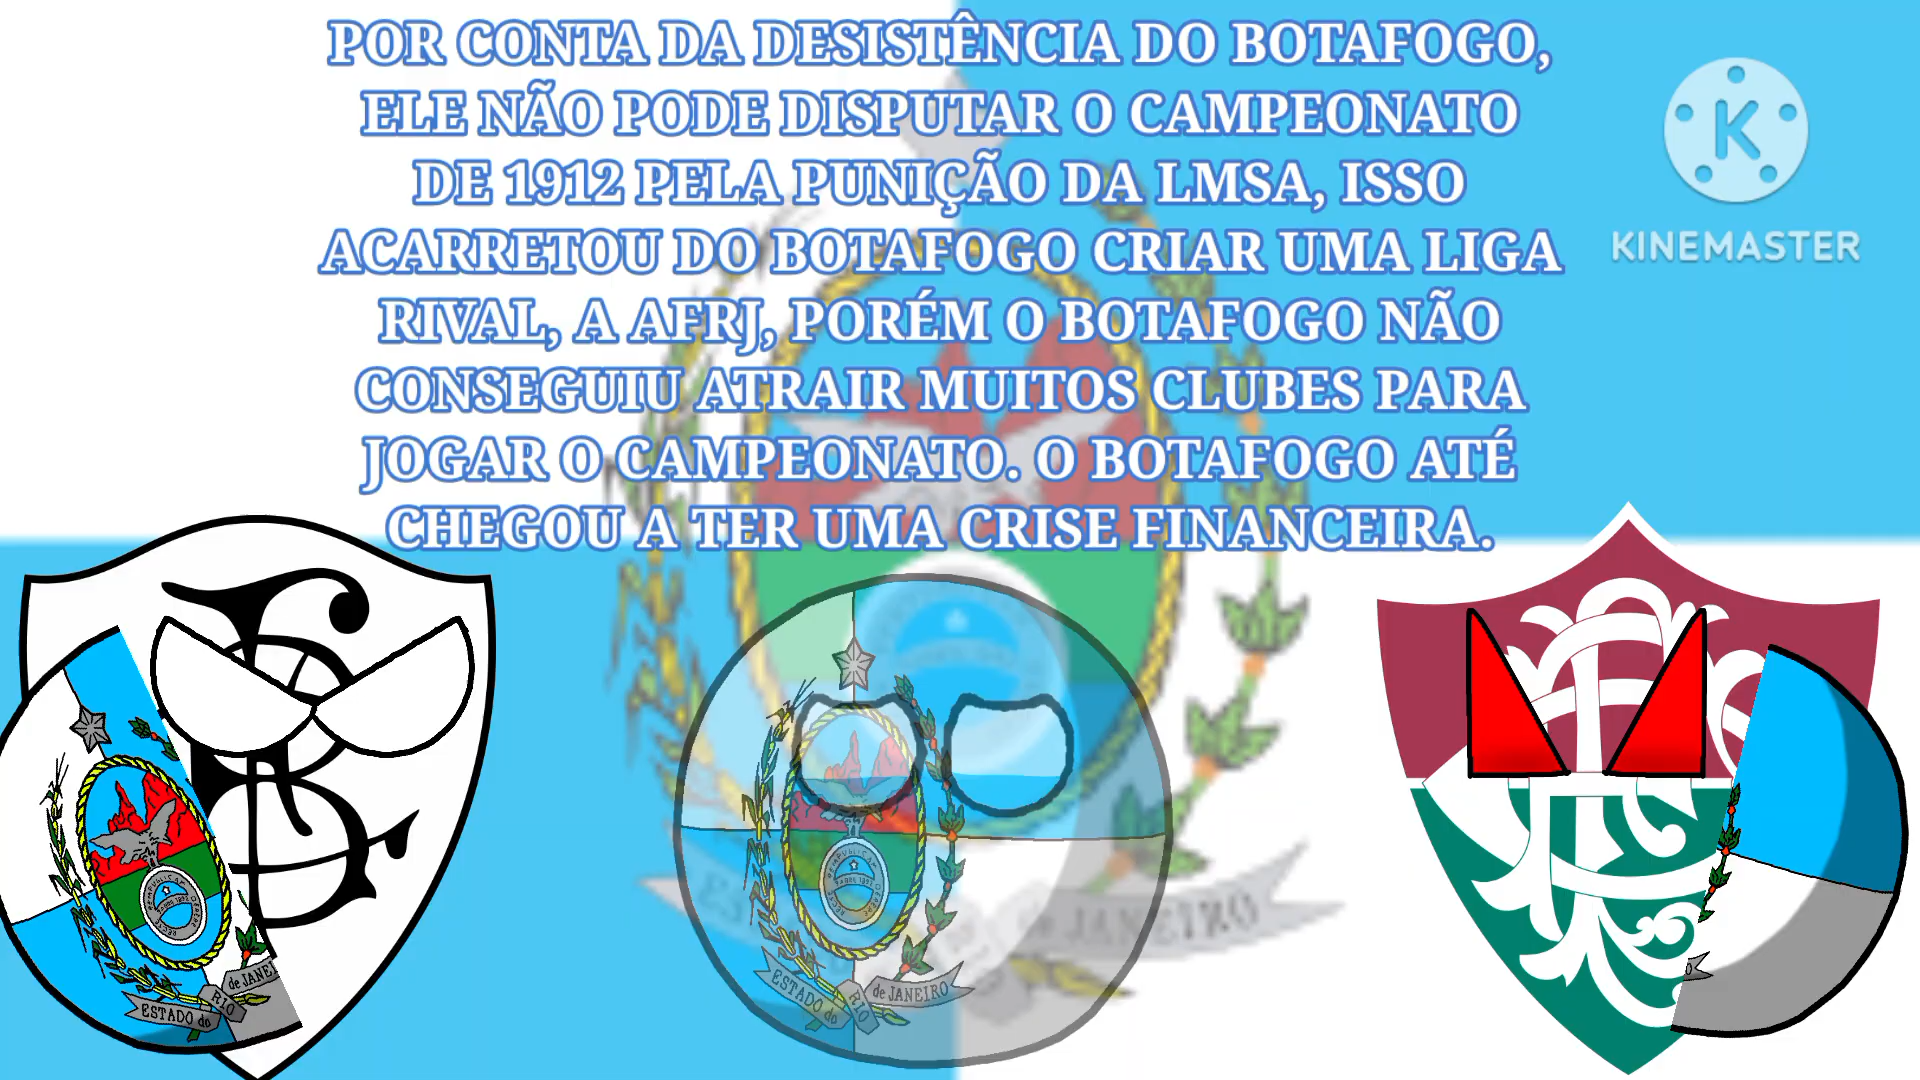 POR CONTA DA DESISTÊNCIA DO BOTAFOGO,
ELE NÃO PODE DISPUTAR O CAMPEONATO
DE 1912 PELA PUNIÇÃO DA LMSA, ISSO
ACARRETOU DO BOTAFOGO CRIAR UMA LIGA
RIVAL, A AFRJ, PORÉM O BOTAFOGO NÃO
CONSEGUIU ATRAIR MUITOS CLUBES PARA
JOGAR O CAMPEONATO. O BOTAFOGO ATÉ
CHEGOU A TER UMA CRISE FINANCEIRA.
K
KINEMASTER
ESTADO do
RIO
de JANEI
ESTADO do
RIO
de JANEIRO
de JANEIRO